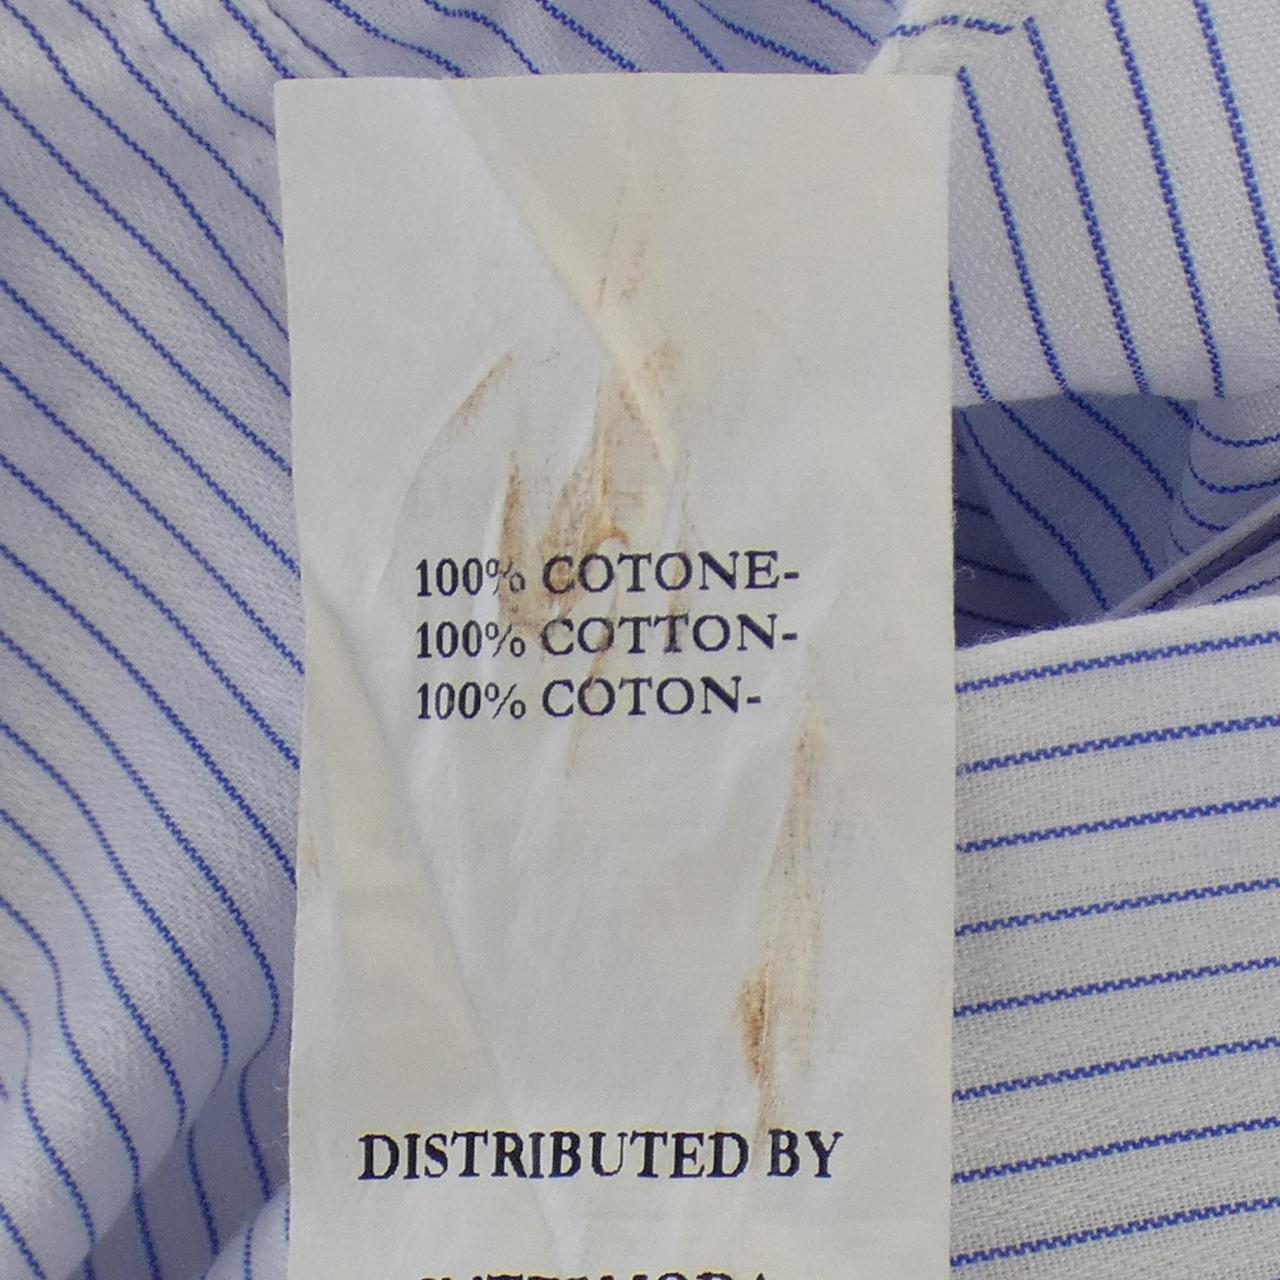 100% COTONE-
100% COTTON-
100% COTON-
DISTRIBUTED BY